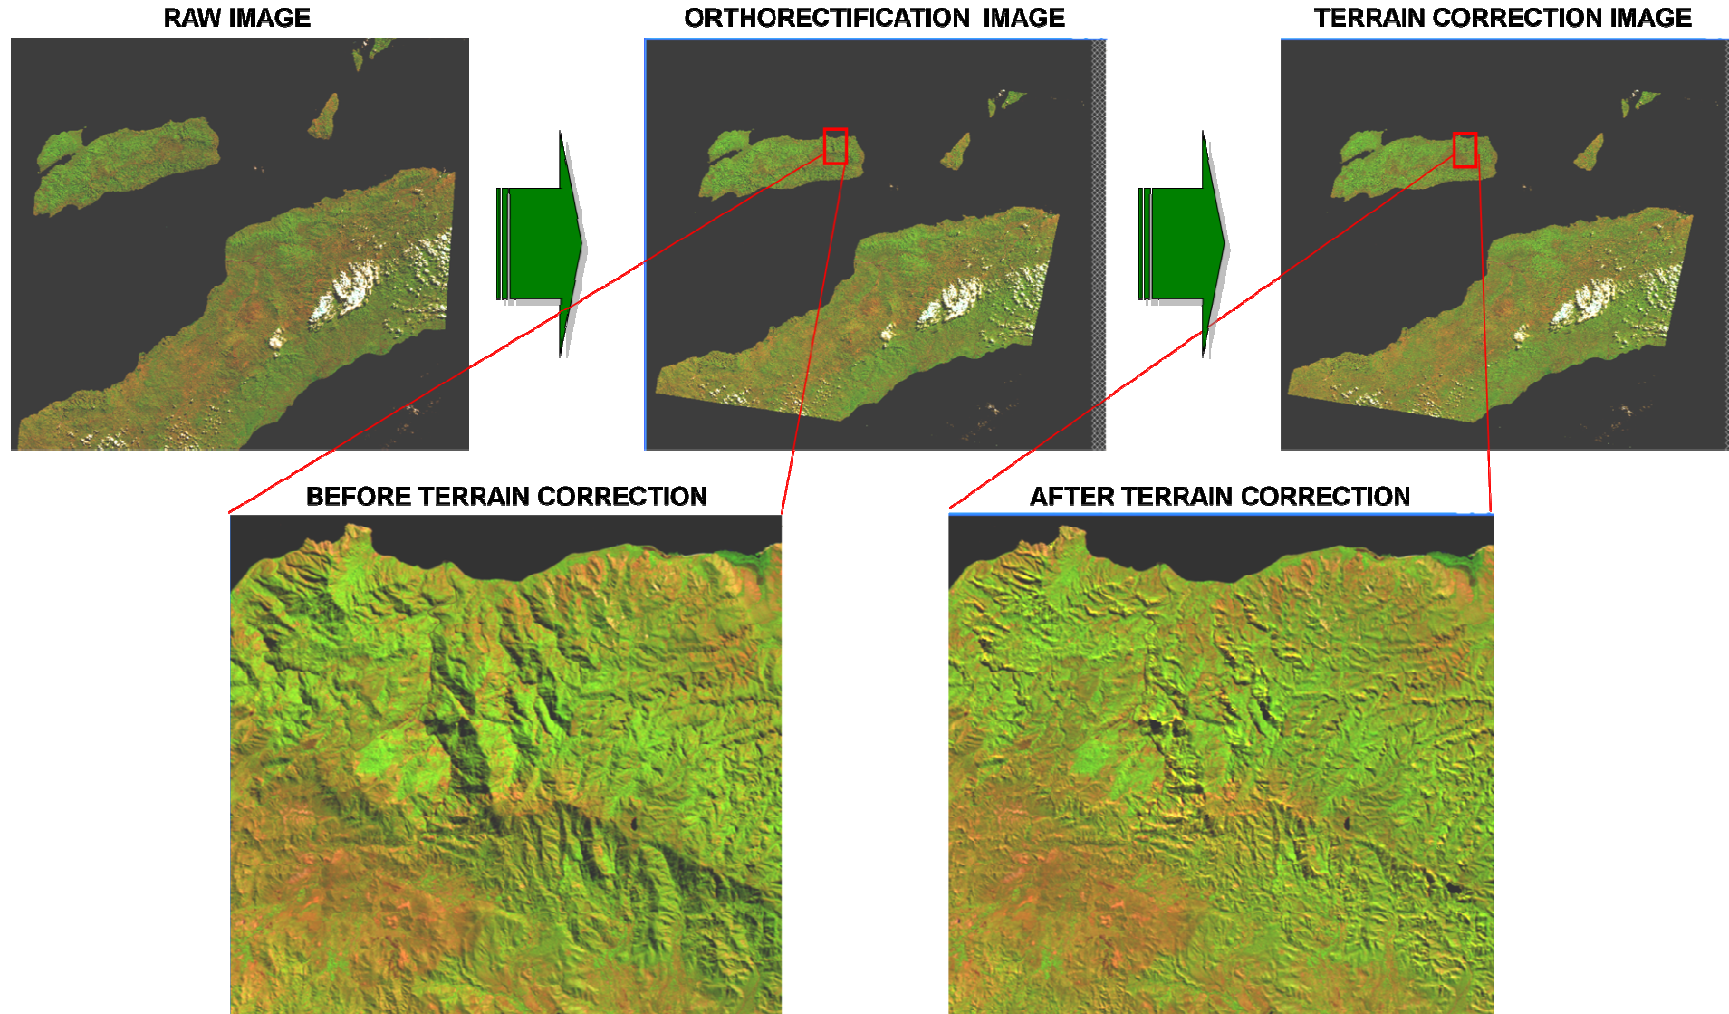 RAW IMAGE
ORTHORECTIFICATION IMAGE
TERRAIN CORRECTION IMAGE
BEFORE TERRAIN CORRECTION
AFTER TERRAIN CORRECTION